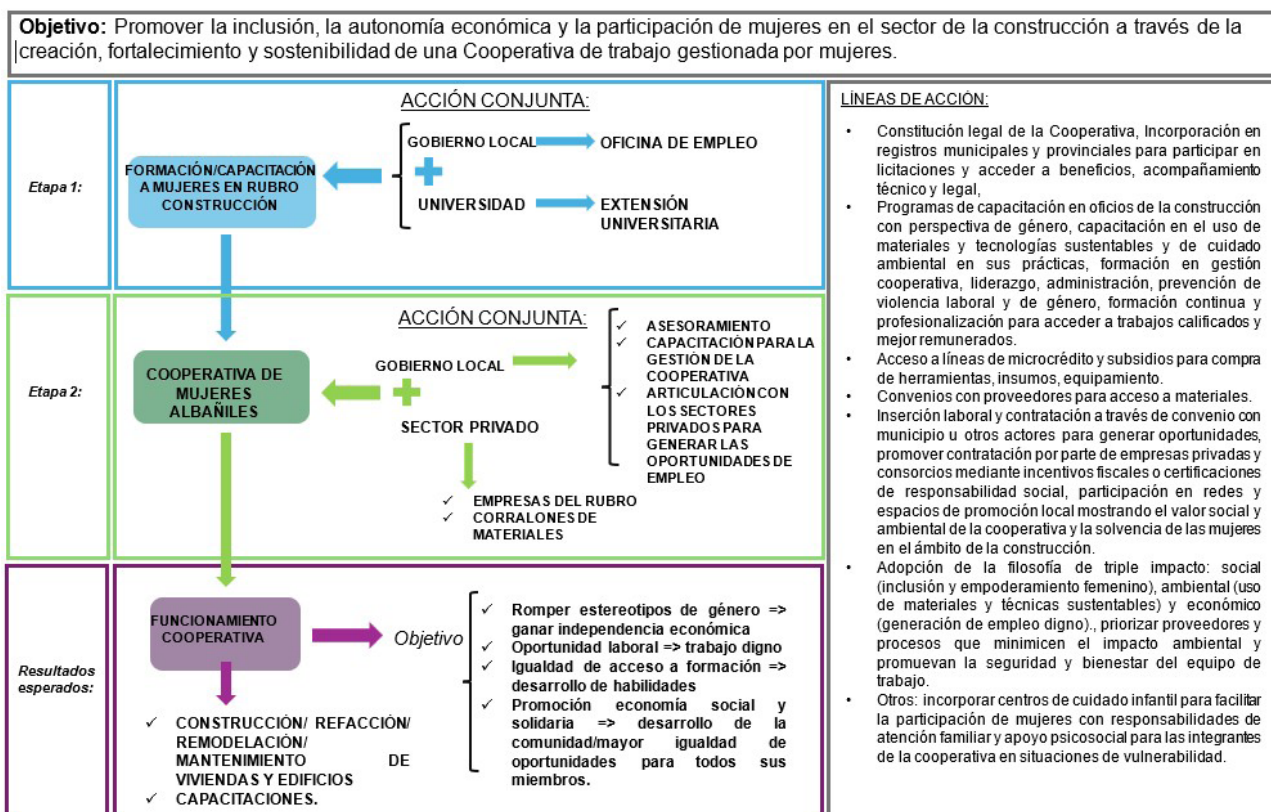 Objetivo: Promover la inclusión, la autonomía económica y la participación de mujeres en el sector de la construcción a través de la
creación, fortalecimiento y sostenibilidad de una Cooperativa de trabajo gestionada por mujeres.
Etapa 1:
FORMACIÓN/CAPACITACIÓN
A MUJERES EN RUBRO
CONSTRUCCIÓN
ACCIÓN CONJUNTA:
GOBIERNO LOCAL
OFICINA DE EMPLEO
UNIVERSIDAD
EXTENSIÓN
UNIVERSITARIA
Etapa 2:
COOPERATIVA DE
MUJERES
ALBAÑILES
ACCIÓN CONJUNTA:
GOBIERNO LOCAL
✓ ASESORAMIENTO
✓ CAPACITACIÓN PARA LA
GESTIÓN DE LA
COOPERATIVA
✓ ARTICULACIÓN CON
LOS SECTORES
PRIVADOS PARA
GENERAR LAS
OPORTUNIDADES DE
EMPLEO
SECTOR PRIVADO
✓ EMPRESAS DEL RUBRO
✓ CORRALONES DE
MATERIALES
Resultados
esperados:
FUNCIONAMIENTO
COOPERATIVA
Objetivo
✓ Romper estereotipos de género =>
ganar independencia económica
✓ Oportunidad laboral => trabajo digno
✓ Igualdad de acceso a formación =>
desarrollo de habilidades
✓ Promoción economía social y
solidaria => desarrollo de la
comunidad/mayor igualdad de
oportunidades para todos sus
miembros.
✓ CONSTRUCCIÓN/ REFACCIÓN/
REMODELACIÓN/
MANTENIMIENTO DE
VIVIENDAS Y EDIFICIOS
✓ CAPACITACIONES.
LÍNEAS DE ACCIÓN:
• Constitución legal de la Cooperativa, Incorporación en
registros municipales y provinciales para participar en
licitaciones y acceder a beneficios, acompañamiento
técnico y legal,
• Programas de capacitación en oficios de la construcción
con perspectiva de género, capacitación en el uso de
materiales y tecnologías sustentables y de cuidado
ambiental en sus prácticas, formación en gestión
cooperativa, liderazgo, administración, prevención de
violencia laboral y de género, formación continua y
profesionalización para acceder a trabajos calificados y
mejor remunerados.
• Acceso a líneas de microcrédito y subsidios para compra
de herramientas, insumos, equipamiento.
• Convenios con proveedores para acceso a materiales.
• Inserción laboral y contratación a través de convenio con
municipio u otros actores para generar oportunidades,
promover contratación por parte de empresas privadas y
consorcios mediante incentivos fiscales o certificaciones
de responsabilidad social, participación en redes y
espacios de promoción local mostrando el valor social y
ambiental de la cooperativa y la solvencia de las mujeres
en el ámbito de la construcción.
• Adopción de la filosofía de triple impacto: social
(inclusión y empoderamiento femenino), ambiental (uso
de materiales y técnicas sustentables) y económico
(generación de empleo digno)., priorizar proveedores y
procesos que minimicen el impacto ambiental y
promuevan la seguridad y bienestar del equipo de
trabajo.
• Otros: incorporar centros de cuidado infantil para facilitar
la participación de mujeres con responsabilidades de
atención familiar y apoyo psicosocial para las integrantes
de la cooperativa en situaciones de vulnerabilidad.